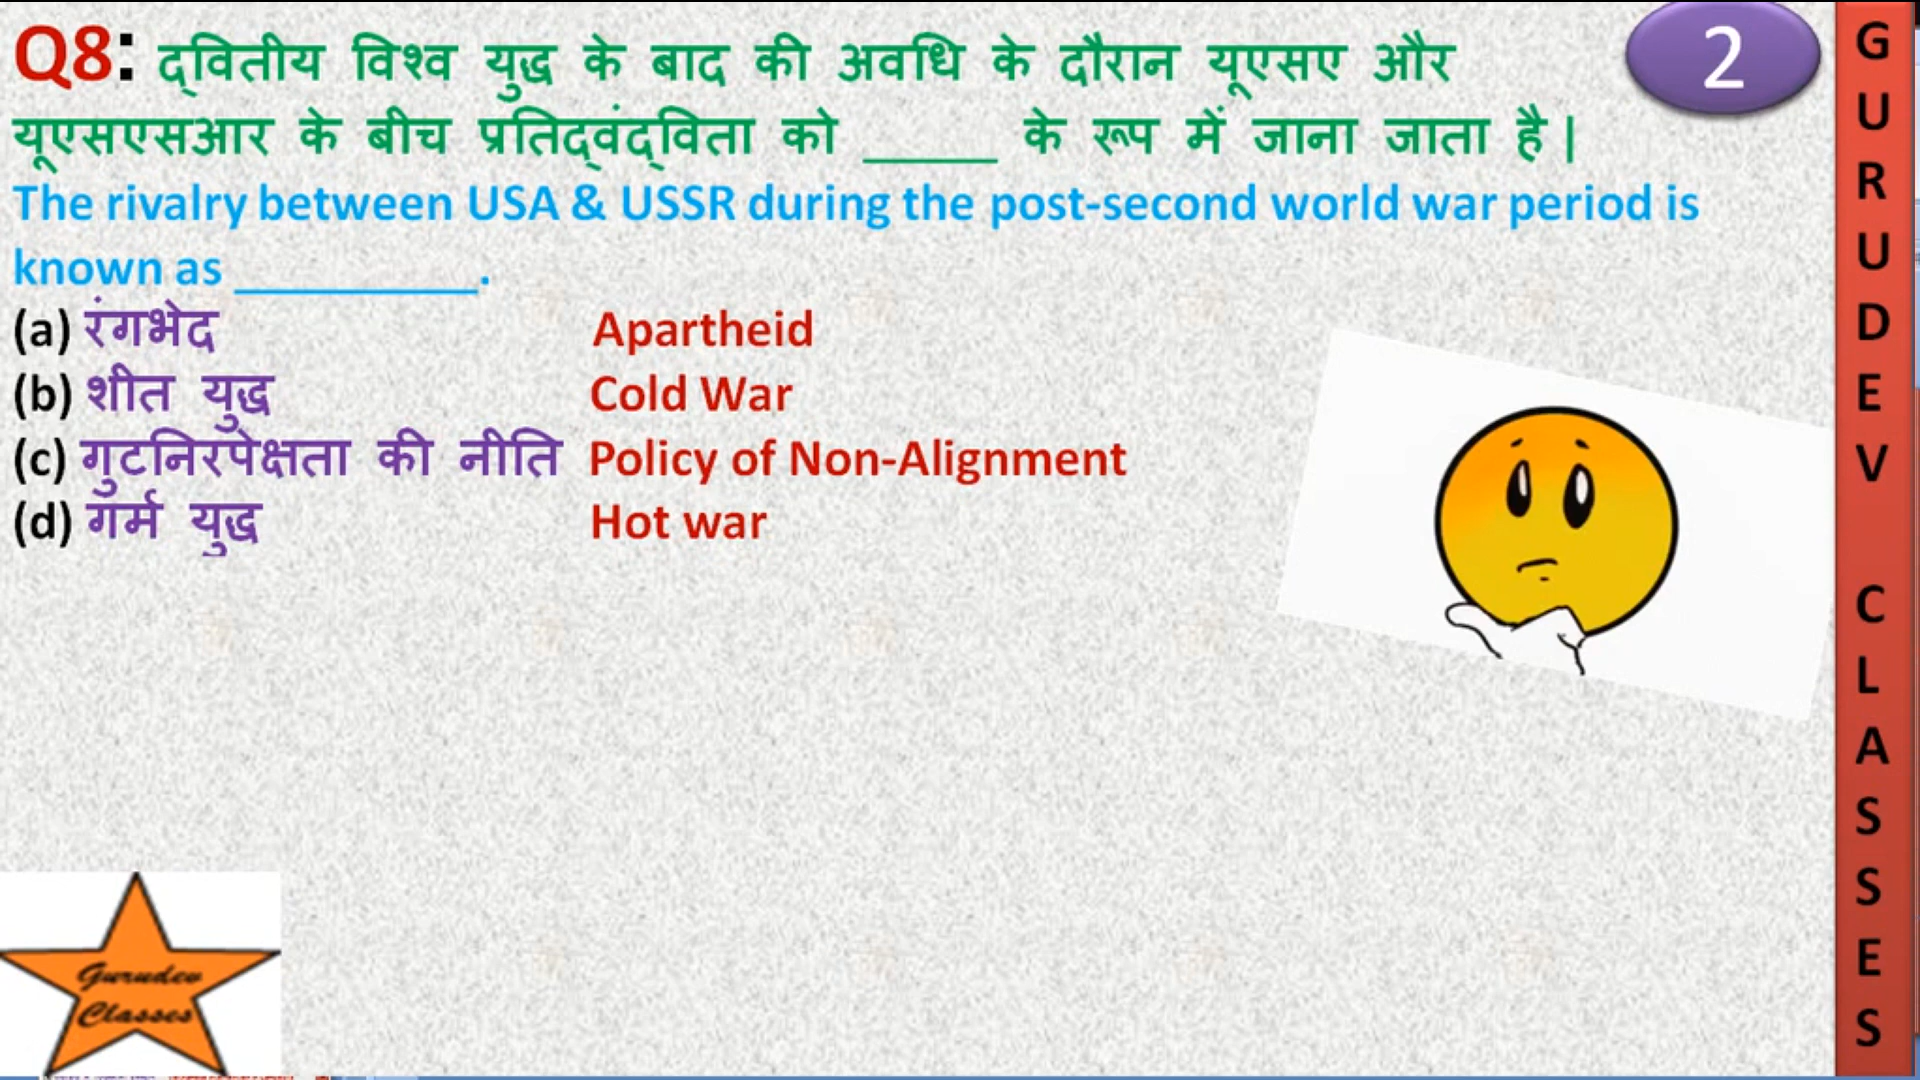 Q8: द्वितीय विश्व युद्ध के बाद की अवधि के दौरान यूएसए और
यूएसएसआर के बीच प्रतिद्वंद्विता को _____ के रूप में जाना जाता है|
The rivalry between USA & USSR during the post-second world war period is
known as __________.
(a) रंगभेद Apartheid
(b) शीत युद्ध Cold War
(c) गुटनिरपेक्षता की नीति Policy of Non-Alignment
(d) गर्म युद्ध Hot war
2
GURUDEV CLASSES
Gurudev
Classes